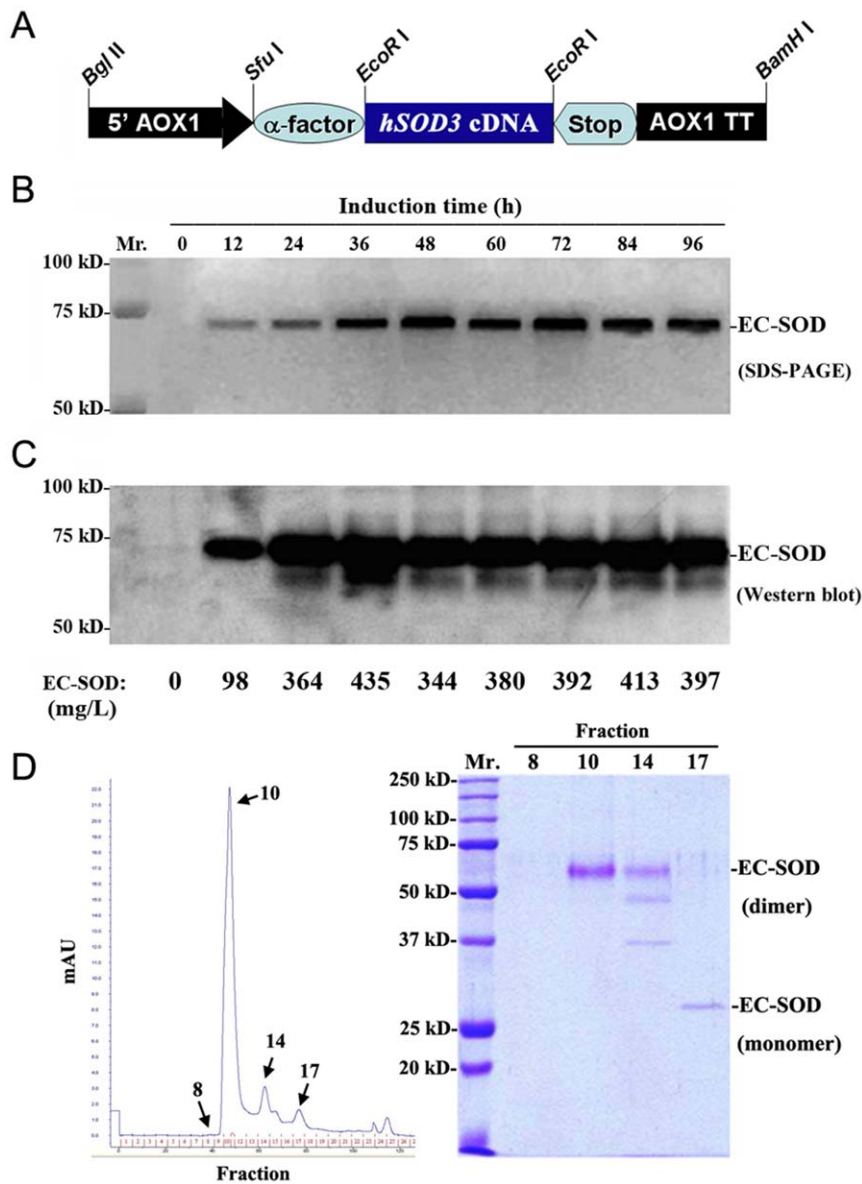 A
Bgl II
Sfu I
EcoR I
EcoR I
BamH I
5' AOX1
α-factor
hSOD3 cDNA
Stop
AOX1 TT
B
Induction time (h)
Mr. 0 12 24 36 48 60 72 84 96
100 kD-
75 kD-
50 kD-
-EC-SOD
(SDS-PAGE)
C
100 kD-
75 kD-
50 kD-
-EC-SOD
(Western blot)
EC-SOD: 0 98 364 435 344 380 392 413 397
(mg/L)
D
mAU
10
14
17
8
Fraction
Fraction
Mr. 8 10 14 17
250 kD-
100 kD-
75 kD-
50 kD-
37 kD-
25 kD-
20 kD-
-EC-SOD
(dimer)
-EC-SOD
(monomer)